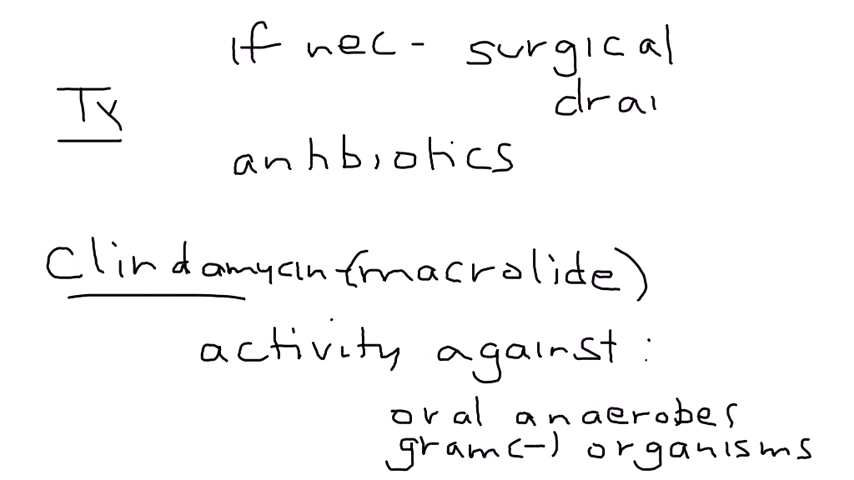 if nec - surgical
drai
Tx
antibiotics
Clindamycin-(macrolide)
activity against:
oral anaerobes
gram(-) organisms